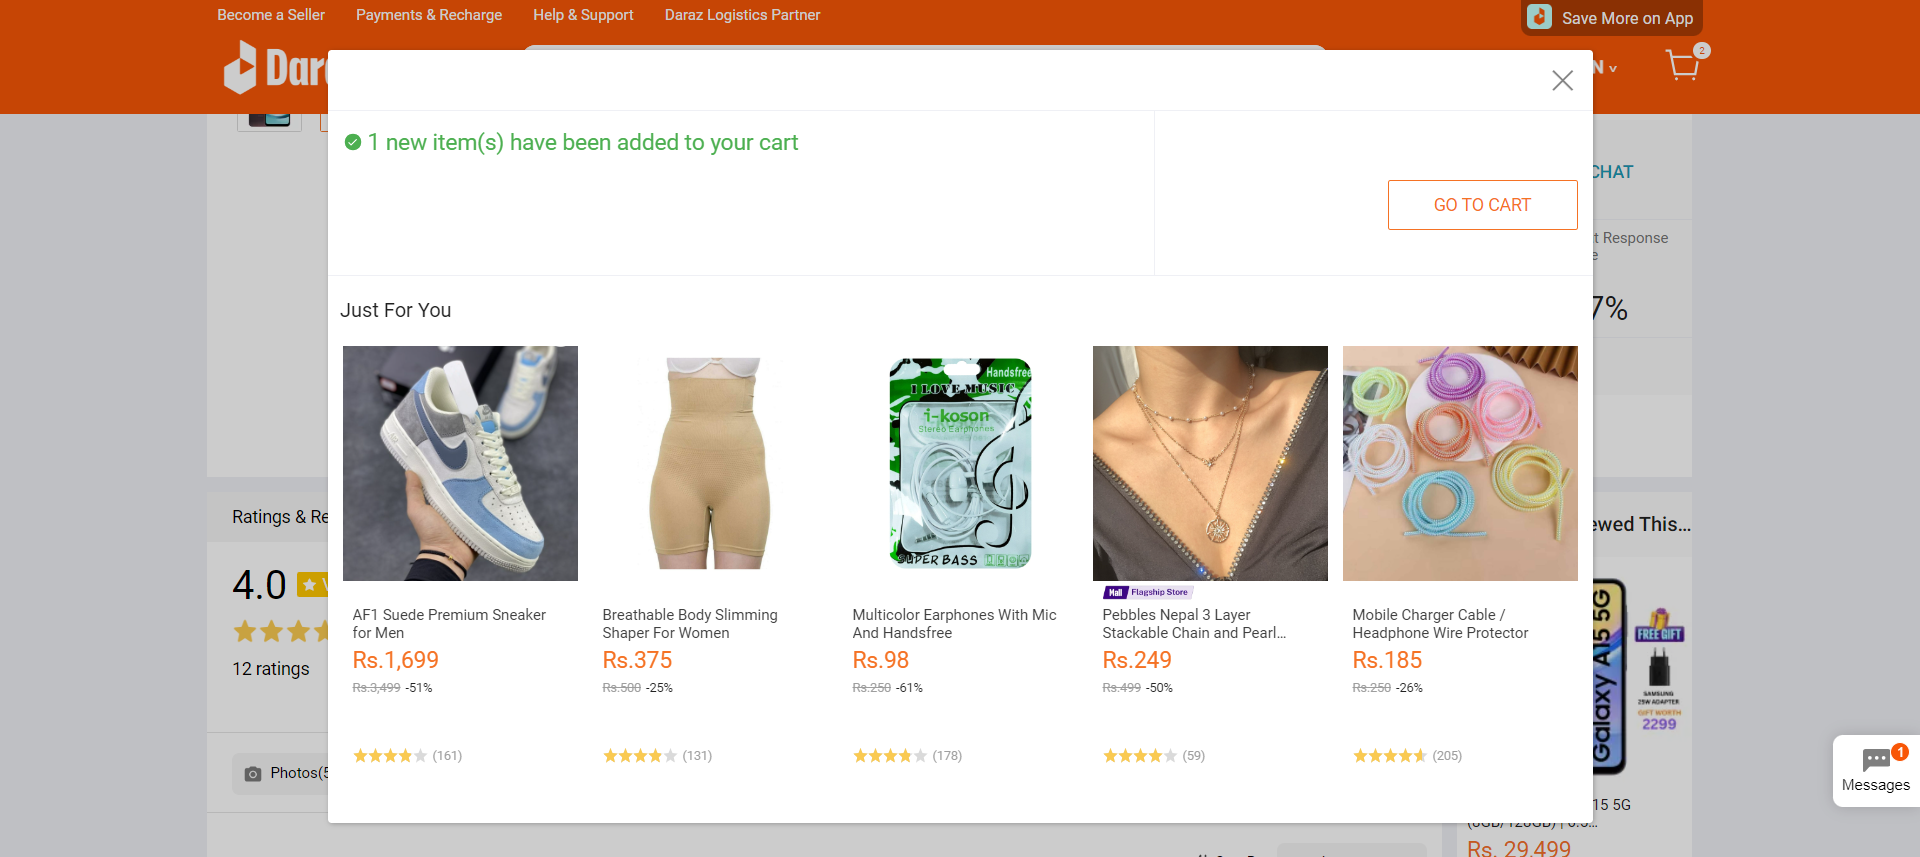 Become a Seller
Payments & Recharge
Help & Support
Daraz Logistics Partner
Save More on App
2
1 new item(s) have been added to your cart
GO TO CART
CHAT
Response
7%
Just For You
Handsfree
I LOVE MUSIC
i-koson
Stereo Earphones
SUPER BASS
Mall Flagship Store
AF1 Suede Premium Sneaker
for Men
Rs.1,699
Rs.3,499 -51%
(161)
Breathable Body Slimming
Shaper For Women
Rs.375
Rs.500 -25%
(131)
Multicolor Earphones With Mic
And Handsfree
Rs.98
Rs.250 -61%
(178)
Pebbles Nepal 3 Layer
Stackable Chain and Pearl...
Rs.249
Rs.499 -50%
(59)
Mobile Charger Cable /
Headphone Wire Protector
Rs.185
Rs.250 -26%
(205)
Ratings & Re
4.0
12 ratings
Photos(5
ewed This...
Galaxy A15 5G
FREE GIFT
SAMSUNG
25W ADAPTER
GIFT WORTH
2299
15 5G
Rs. 29,499
1
Messages